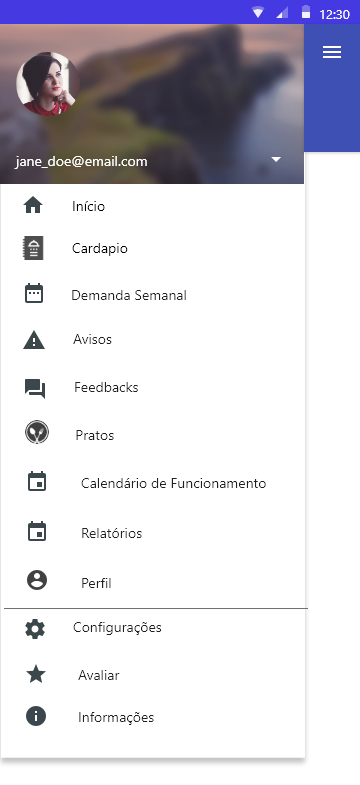 12:30
jane_doe@email.com
Início
Cardapio
Demanda Semanal
Avisos
Feedbacks
Pratos
Calendário de Funcionamento
Relatórios
Perfil
Configurações
Avaliar
Informações